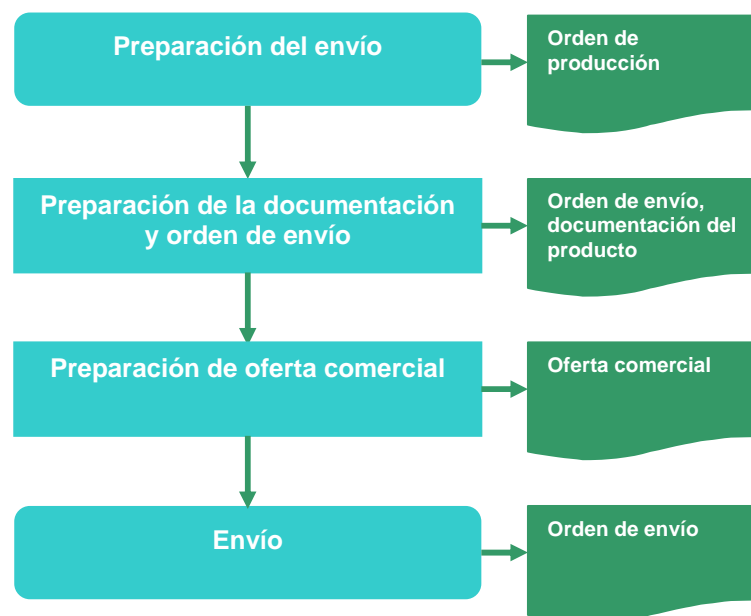 Preparación del envío
Orden de
producción
Preparación de la documentación
y orden de envío
Orden de envío,
documentación del
producto
Preparación de oferta comercial
Oferta comercial
Envío
Orden de envío